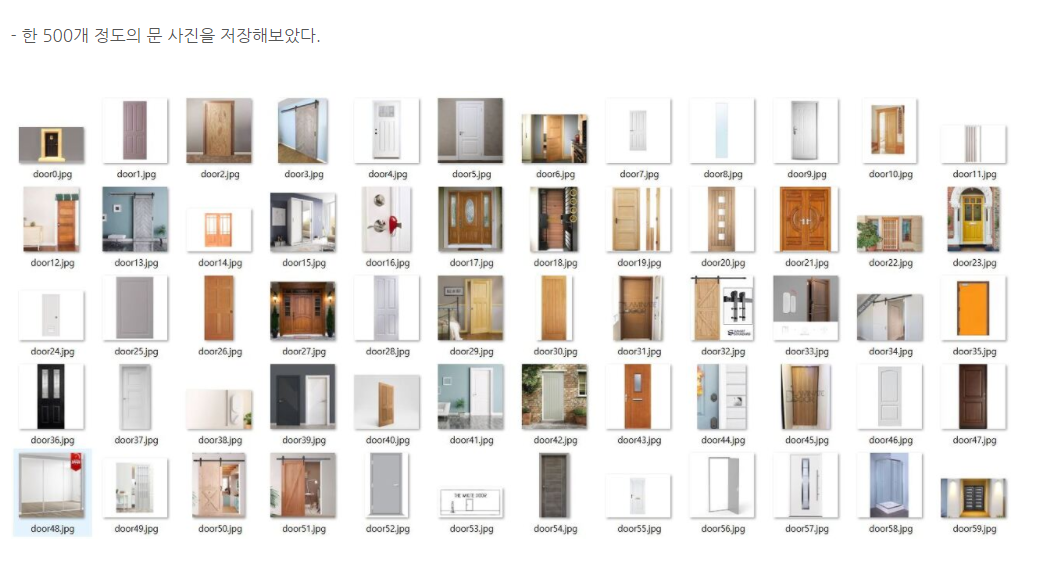 - 한 500개 정도의 문 사진을 저장해보았다.
door0.jpg door1.jpg door2.jpg door3.jpg door4.jpg door5.jpg door6.jpg door7.jpg door8.jpg door9.jpg door10.jpg door11.jpg
door12.jpg door13.jpg door14.jpg door15.jpg door16.jpg door17.jpg door18.jpg door19.jpg door20.jpg door21.jpg door22.jpg door23.jpg
door24.jpg door25.jpg door26.jpg door27.jpg door28.jpg door29.jpg door30.jpg door31.jpg door32.jpg door33.jpg door34.jpg door35.jpg
door36.jpg door37.jpg door38.jpg door39.jpg door40.jpg door41.jpg door42.jpg door43.jpg door44.jpg door45.jpg door46.jpg door47.jpg
THE WHITE DOOR
door48.jpg door49.jpg door50.jpg door51.jpg door52.jpg door53.jpg door54.jpg door55.jpg door56.jpg door57.jpg door58.jpg door59.jpg